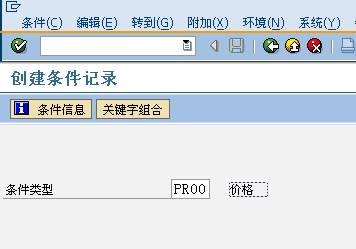 条件(C) 编辑(E) 转到(G) 附加(X) 环境(N) 系统(Y)
创建条件记录
条件信息 关键字组合
条件类型 PR00 价格